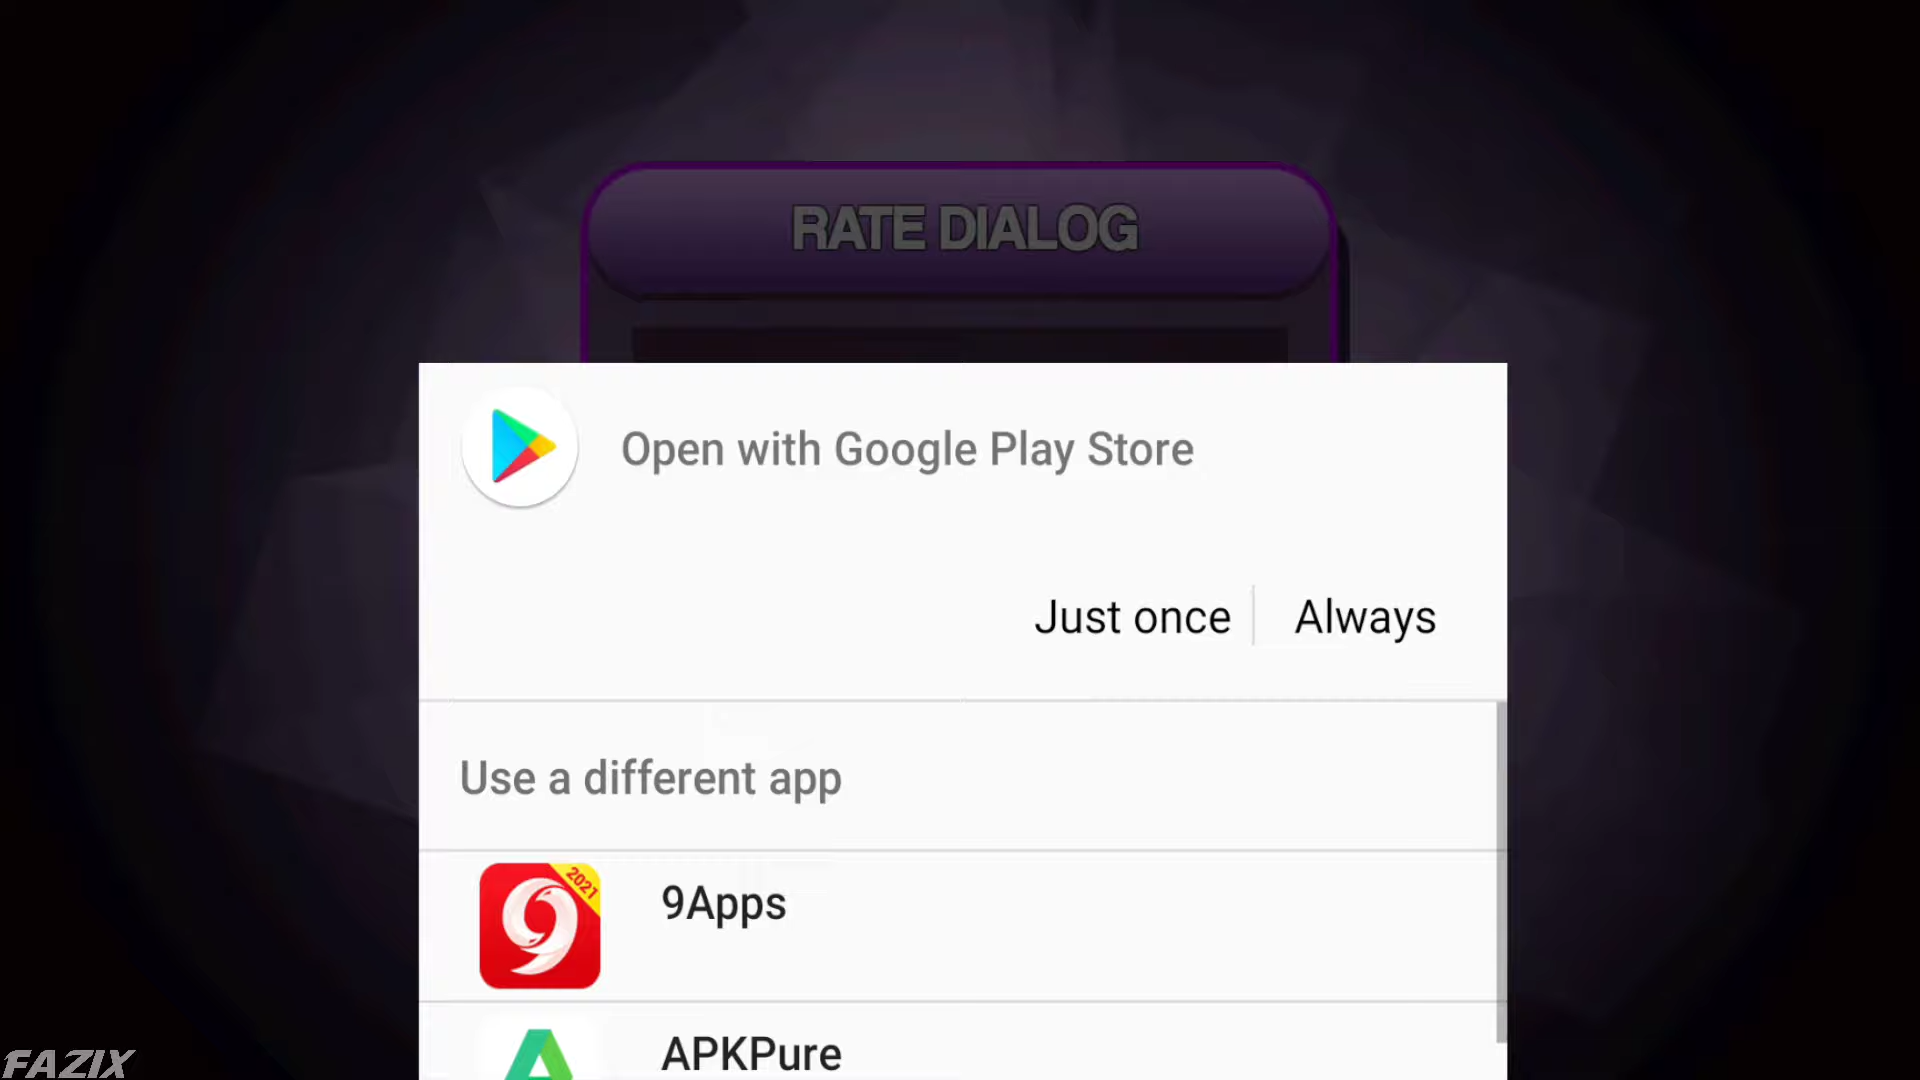 RATE DIALOG
Open with Google Play Store
Just once
Always
Use a different app
2021
9Apps
APKPure
FAZIX